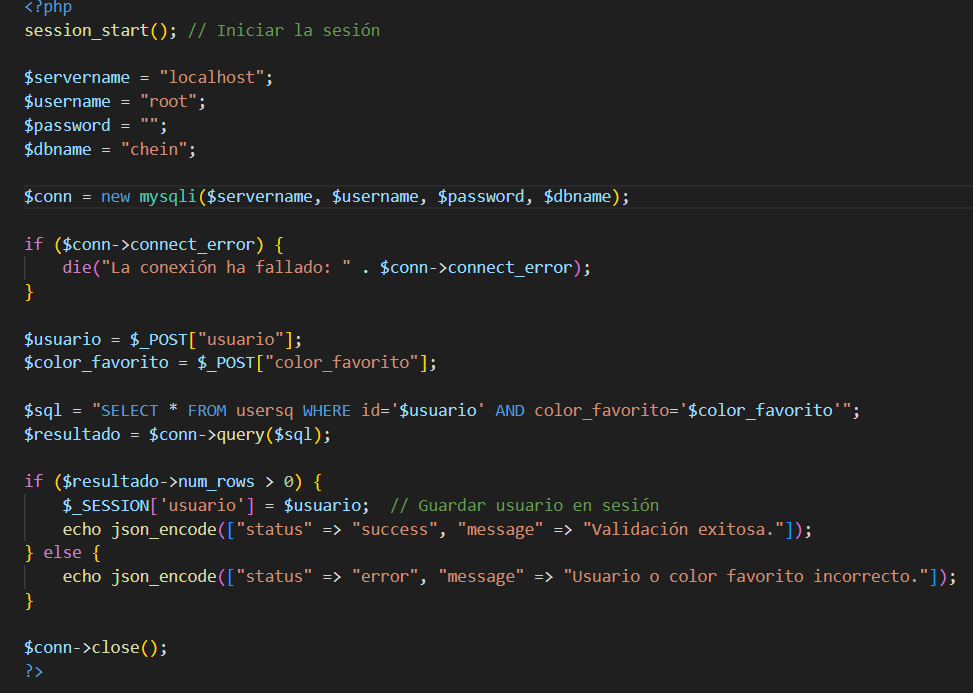 <?php
session_start(); // Iniciar la sesión
$servername = "localhost";
$username = "root";
$password = "";
$dbname = "chein";
$conn = new mysqli($servername, $username, $password, $dbname);
if ($conn->connect_error) {
    die("La conexión ha fallado: " . $conn->connect_error);
}
$usuario = $_POST["usuario"];
$color_favorito = $_POST["color_favorito"];
$sql = "SELECT * FROM usersq WHERE id='$usuario' AND color_favorito='$color_favorito'";
$resultado = $conn->query($sql);
if ($resultado->num_rows > 0) {
    $_SESSION['usuario'] = $usuario;  // Guardar usuario en sesión
    echo json_encode(["status" => "success", "message" => "Validación exitosa."]);
} else {
    echo json_encode(["status" => "error", "message" => "Usuario o color favorito incorrecto."]);
}
$conn->close();
?>